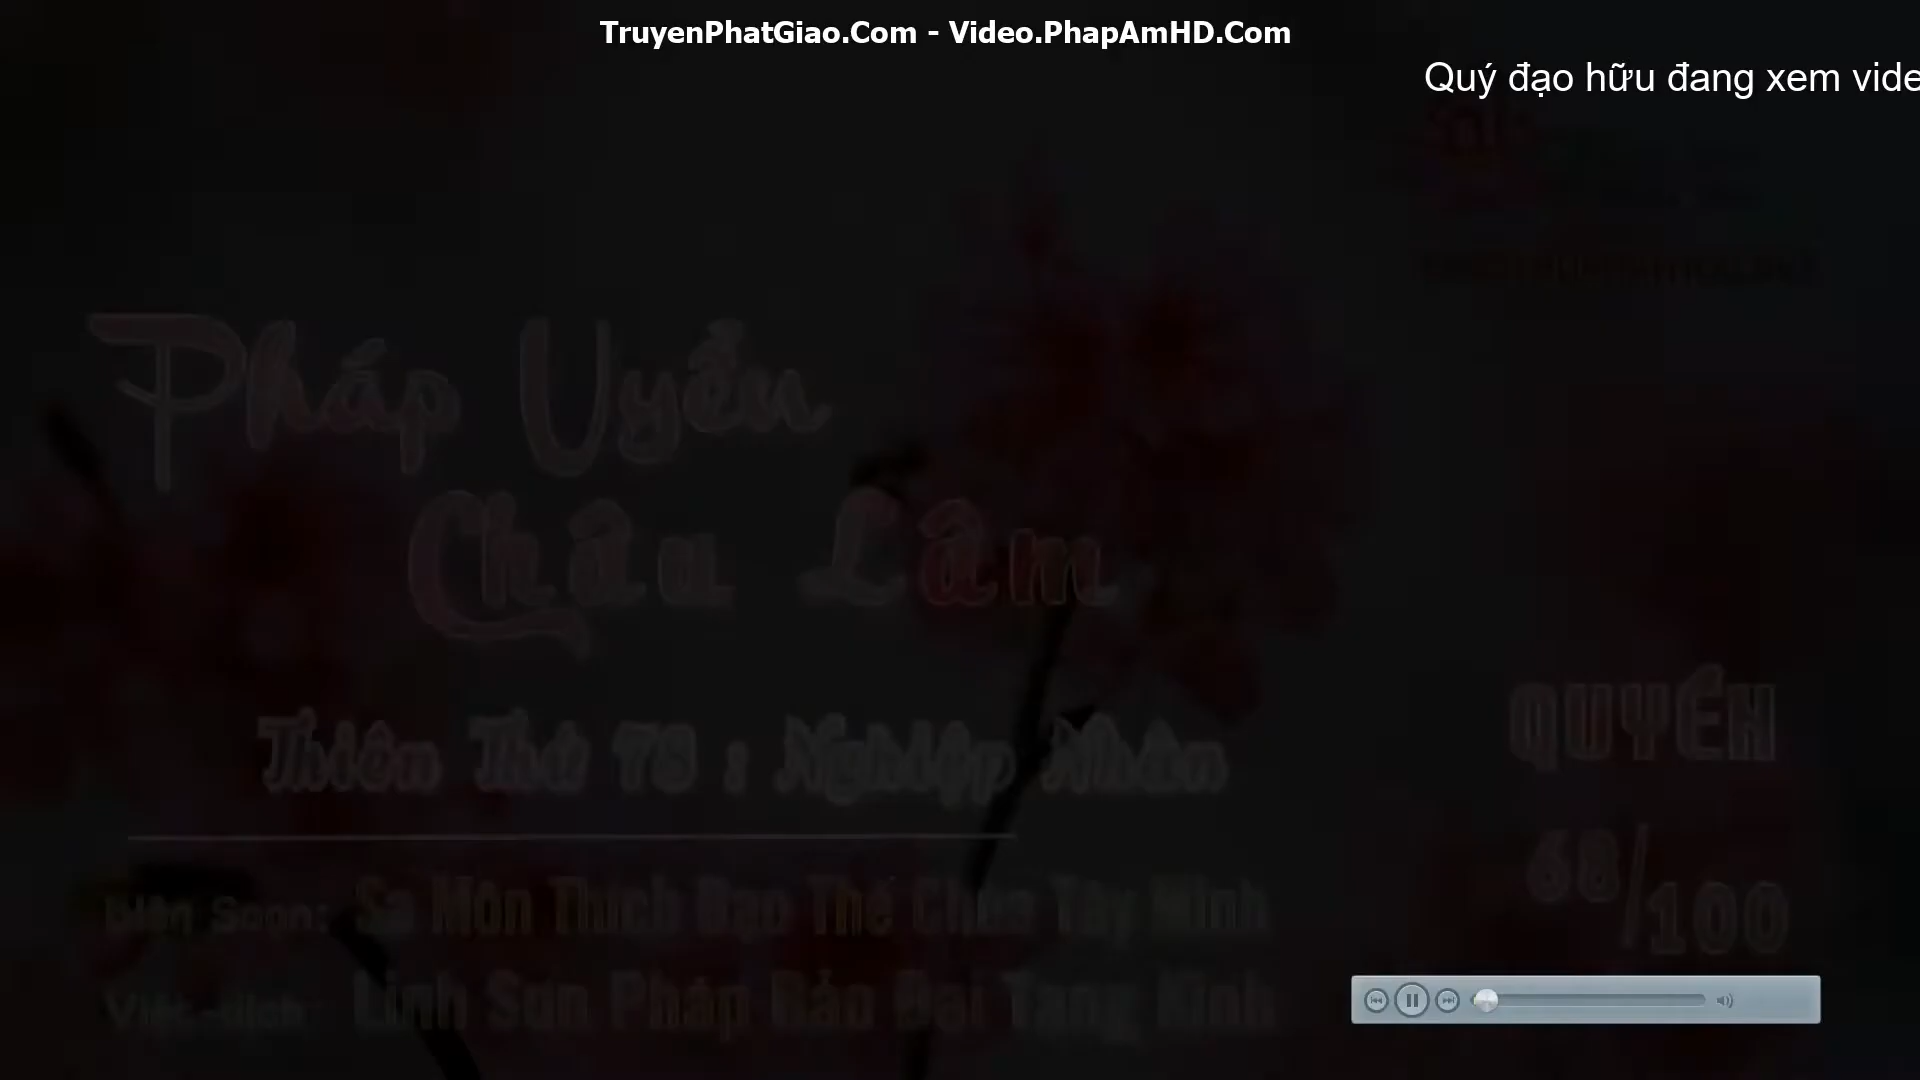 TruyenPhatGiao.Com - Video.PhapAmHD.Com
Quý đạo hữu đang xem vide
Pháp Uyển
Châu Lâm
Thiên Thứ 78 : Nghiệp Nhân
QUYỂN
68/100
Biên Soạn: Sa Môn Thích Đạo Thế Chùa Tây Minh
Việt dịch: Linh Sơn Pháp Bảo Đại Tạng Kinh